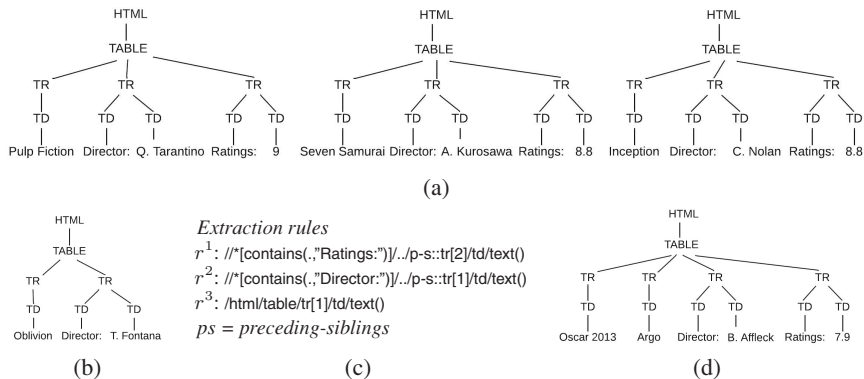 HTML HTML HTML
TABLE TABLE TABLE
TR TR TR TR TR TR TR TR TR
TD TD TD TD TD TD TD TD TD TD TD TD TD TD TD
Pulp Fiction Director: Q. Tarantino Ratings: 9 Seven Samurai Director: A. Kurosawa Ratings: 8.8 Inception Director: C. Nolan Ratings: 8.8
(a)
HTML
TABLE
TR TR
TD TD TD
Oblivion Director: T. Fontana
(b)
Extraction rules
r¹: //*[contains(.,"Ratings:")]/../p-s::tr[2]/td/text()
r²: //*[contains(.,"Director:")]/../p-s::tr[1]/td/text()
r³: /html/table/tr[1]/td/text()
ps = preceding-siblings
(c)
HTML
TABLE
TR TR TR TR
TD TD TD TD TD TD
Oscar 2013 Argo Director: B. Affleck Ratings: 7.9
(d)